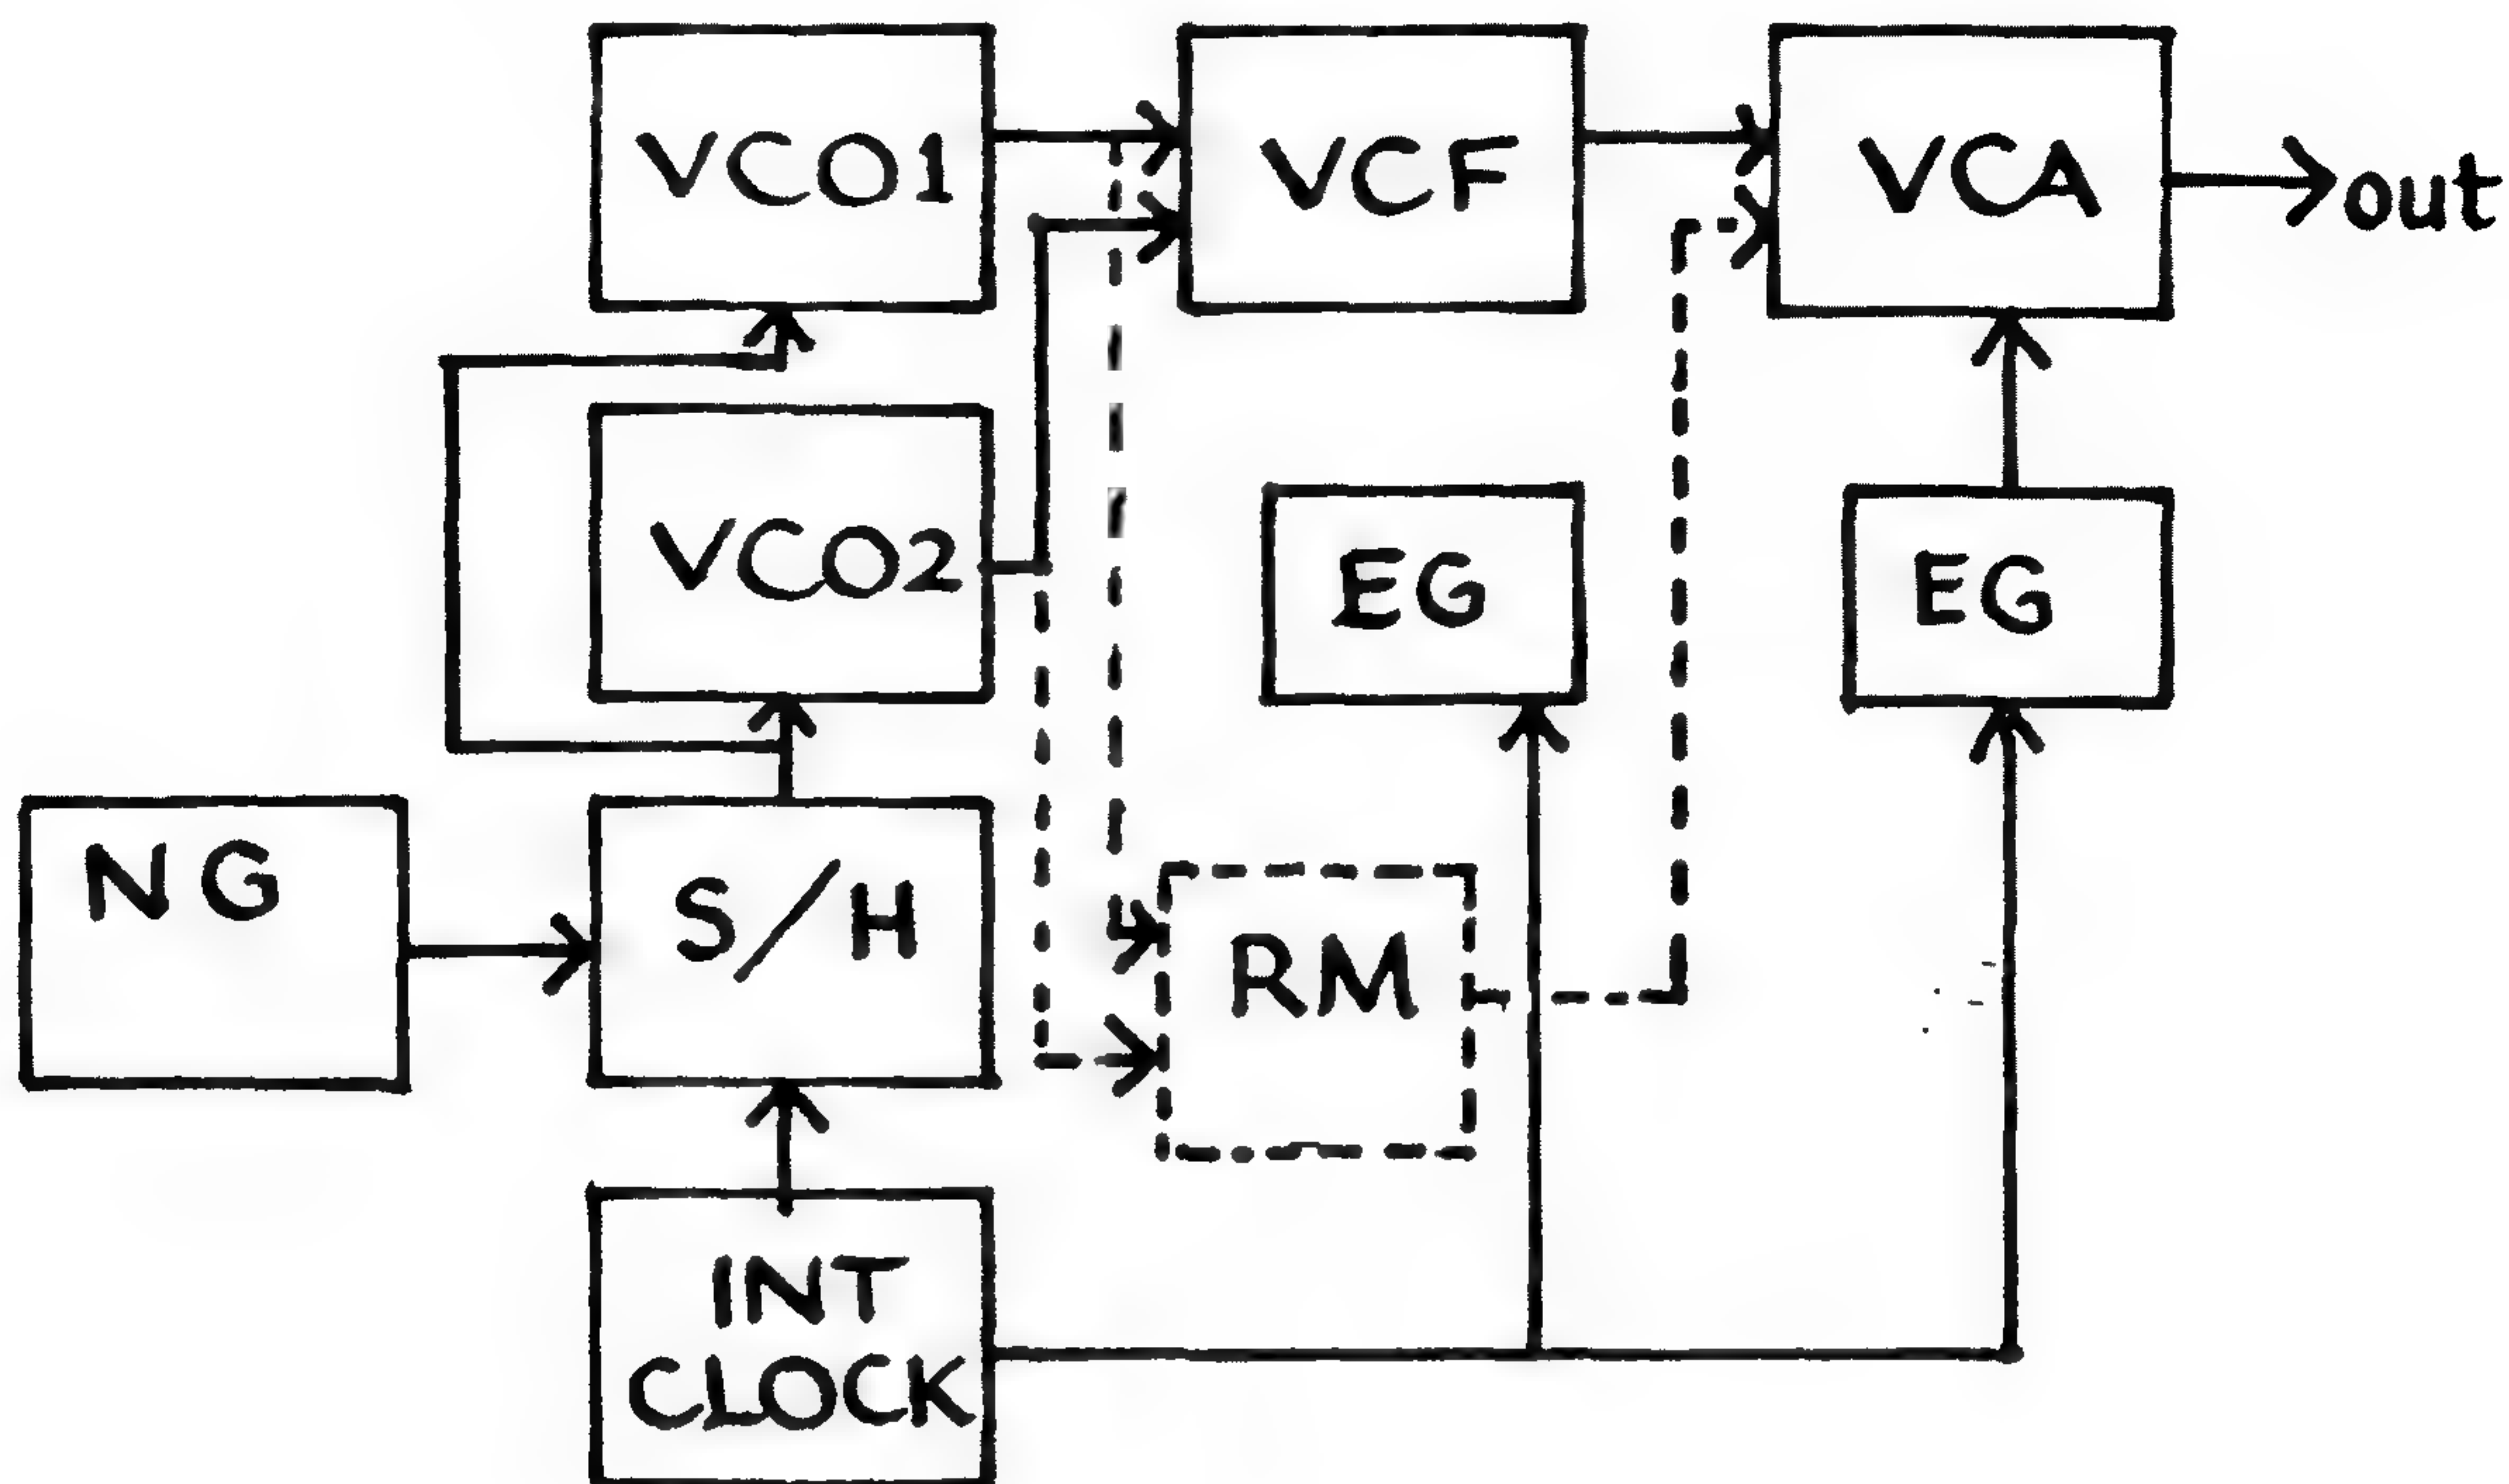 VCO1
VCF
VCA
out
VCO2
EG
EG
NG
S/H
RM
INT
CLOCK